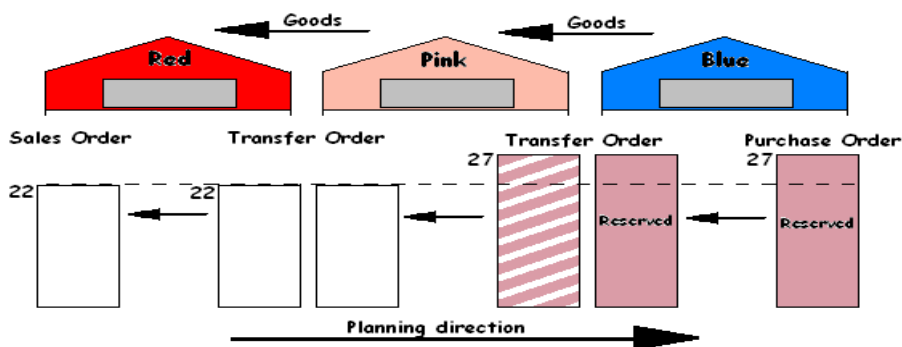 Goods
Goods
Red
Pink
Blue
Sales Order
Transfer Order
Transfer Order
Purchase Order
27
27
22
22
Reserved
Reserved
Planning direction